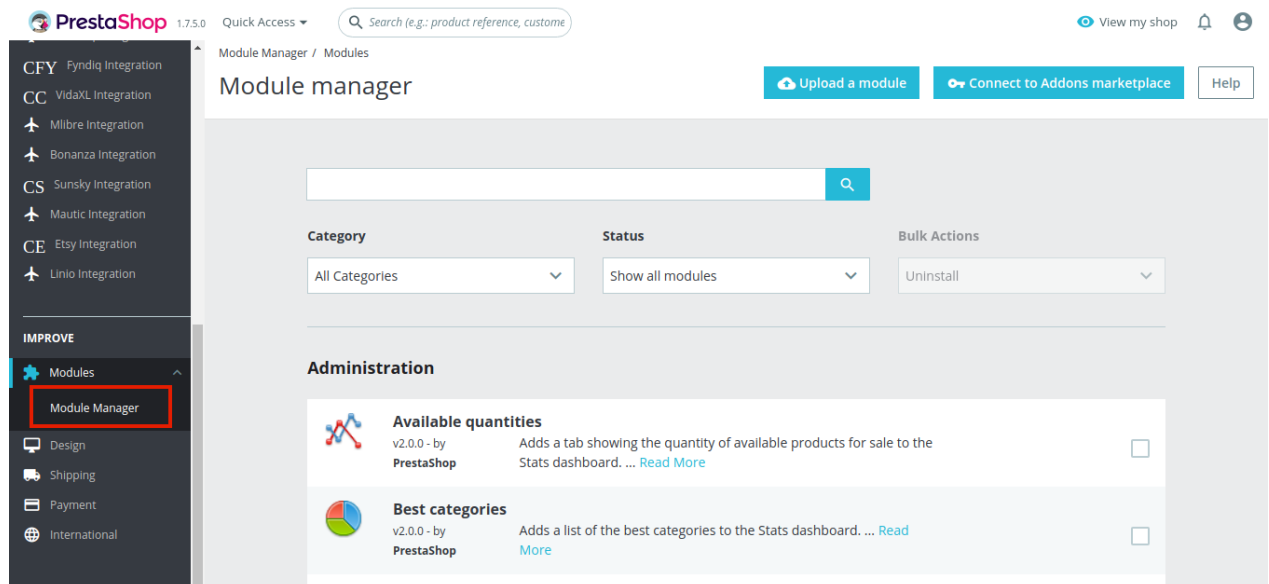 PrestaShop 1.7.5.0 Quick Access Search (e.g.: product reference, custome View my shop
CFY Fyndiq Integration
CC VidaXL Integration
Mlibre Integration
Bonanza Integration
CS Sunsky Integration
Mautic Integration
CE Etsy Integration
Linio Integration
IMPROVE
Modules
Module Manager
Design
Shipping
Payment
International
Module Manager / Modules
Module manager
Upload a module
Connect to Addons marketplace
Help
Category
All Categories
Status
Show all modules
Bulk Actions
Uninstall
Administration
Available quantities
v2.0.0 - by
PrestaShop
Adds a tab showing the quantity of available products for sale to the
Stats dashboard. ... Read More
Best categories
v2.0.0 - by
PrestaShop
Adds a list of the best categories to the Stats dashboard. ... Read
More